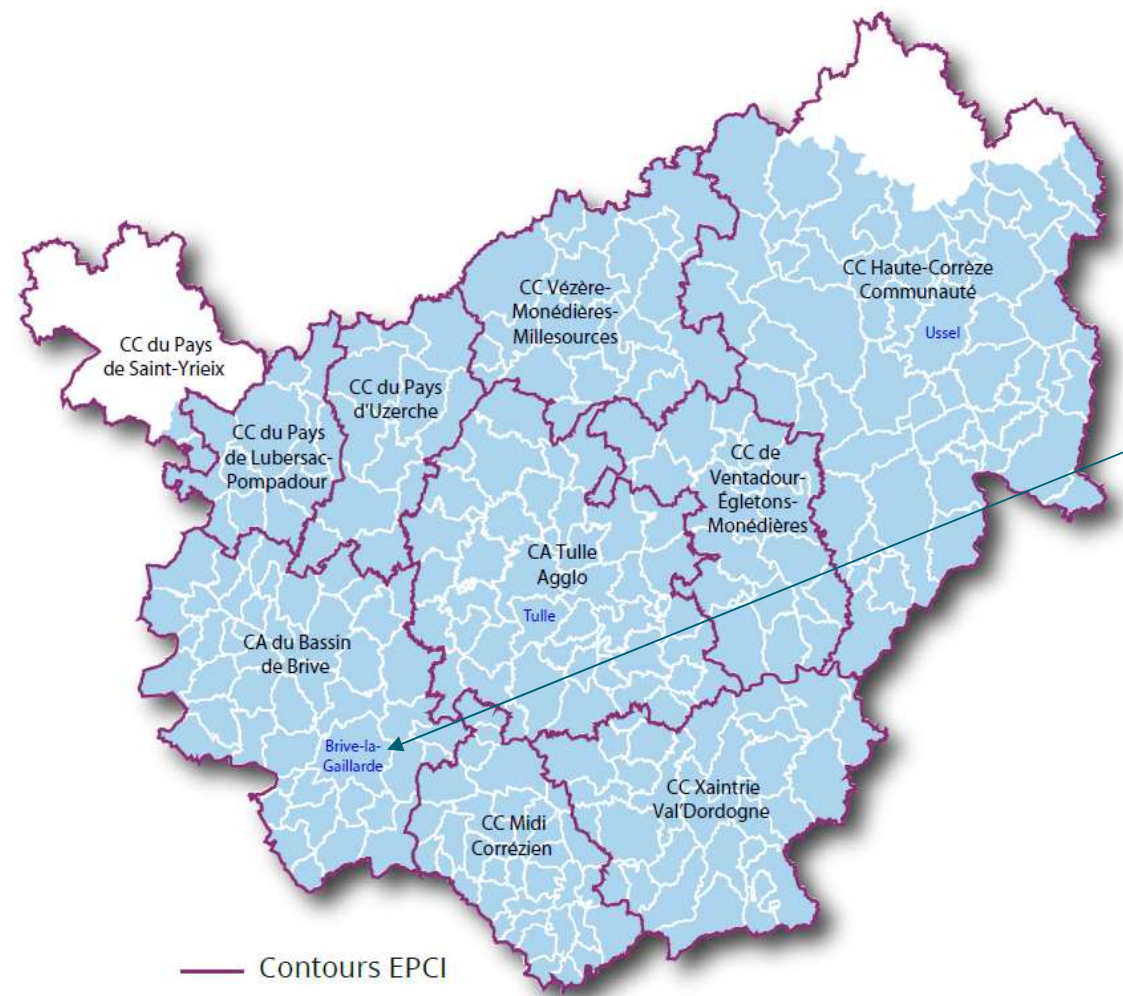 CC Haute-Corrèze
Communauté
Ussel
CC Vézère-
Monédières-
Millesources
CC du Pays
de Saint-Yrieix
CC du Pays
d'Uzerche
CC du Pays
de Lubersac-
Pompadour
CC de
Ventadour-
Égletons-
Monédières
CA Tulle
Agglo
Tulle
CA du Bassin
de Brive
Brive-la-
Gaillarde
CC Xaintrie
Val'Dordogne
CC Midi
Corrézien
Contours EPCI